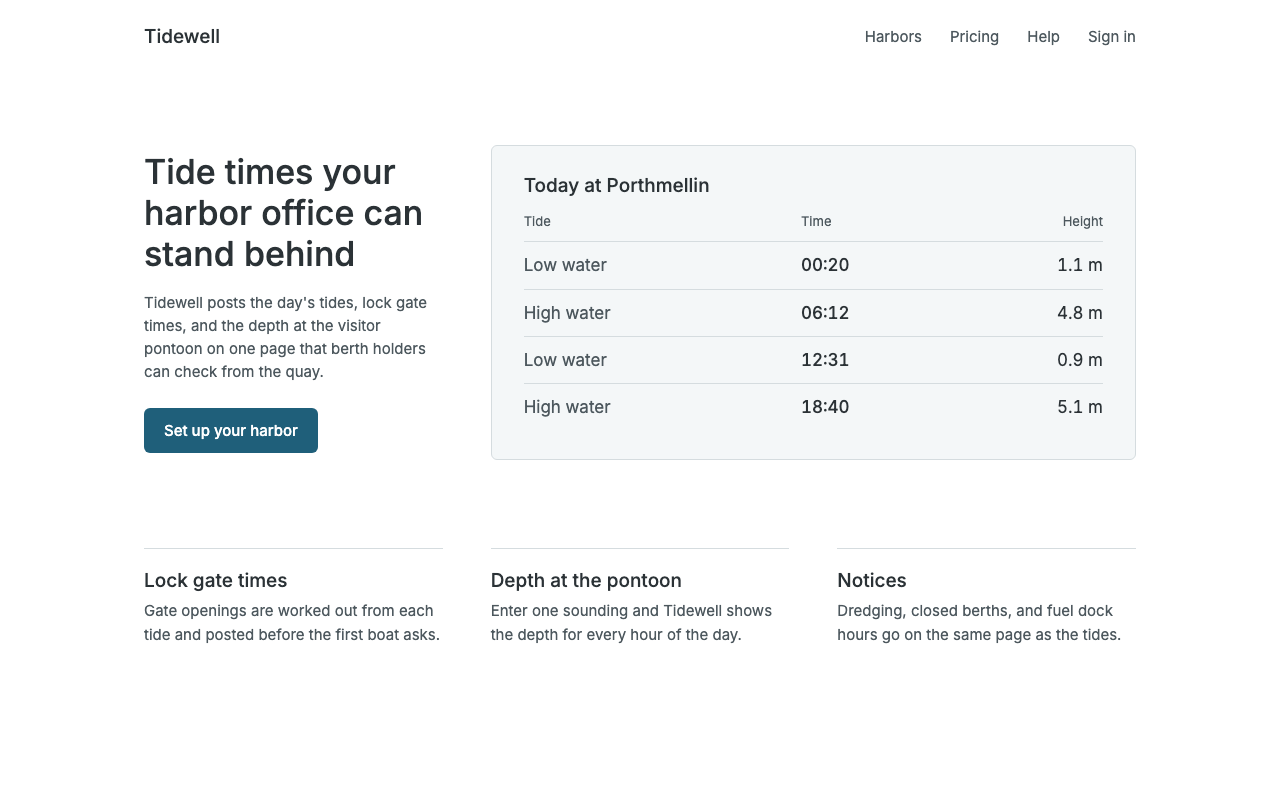 Tidewell
Harbors Pricing Help Sign in
Tide times your
harbor office can
stand behind
Tidewell posts the day's tides, lock gate
times, and the depth at the visitor
pontoon on one page that berth holders
can check from the quay.
Set up your harbor
Today at Porthmellin
Tide Time Height
Low water 00:20 1.1 m
High water 06:12 4.8 m
Low water 12:31 0.9 m
High water 18:40 5.1 m
Lock gate times
Gate openings are worked out from each
tide and posted before the first boat asks.
Depth at the pontoon
Enter one sounding and Tidewell shows
the depth for every hour of the day.
Notices
Dredging, closed berths, and fuel dock
hours go on the same page as the tides.